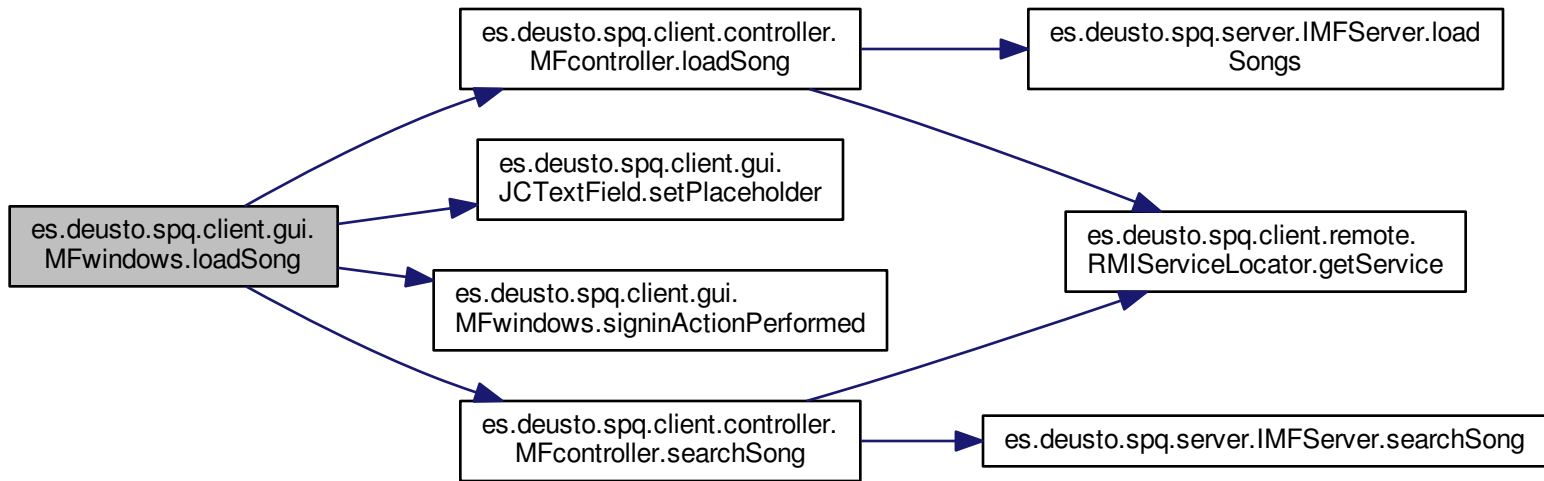 es.deusto.spq.client.gui.
MFwindows.loadSong
es.deusto.spq.client.controller.
MFcontroller.loadSong
es.deusto.spq.client.gui.
JCTextField.setPlaceholder
es.deusto.spq.client.gui.
MFwindows.signinActionPerformed
es.deusto.spq.client.controller.
MFcontroller.searchSong
es.deusto.spq.server.IMFServer.load
Songs
es.deusto.spq.client.remote.
RMIServiceLocator.getService
es.deusto.spq.server.IMFServer.searchSong